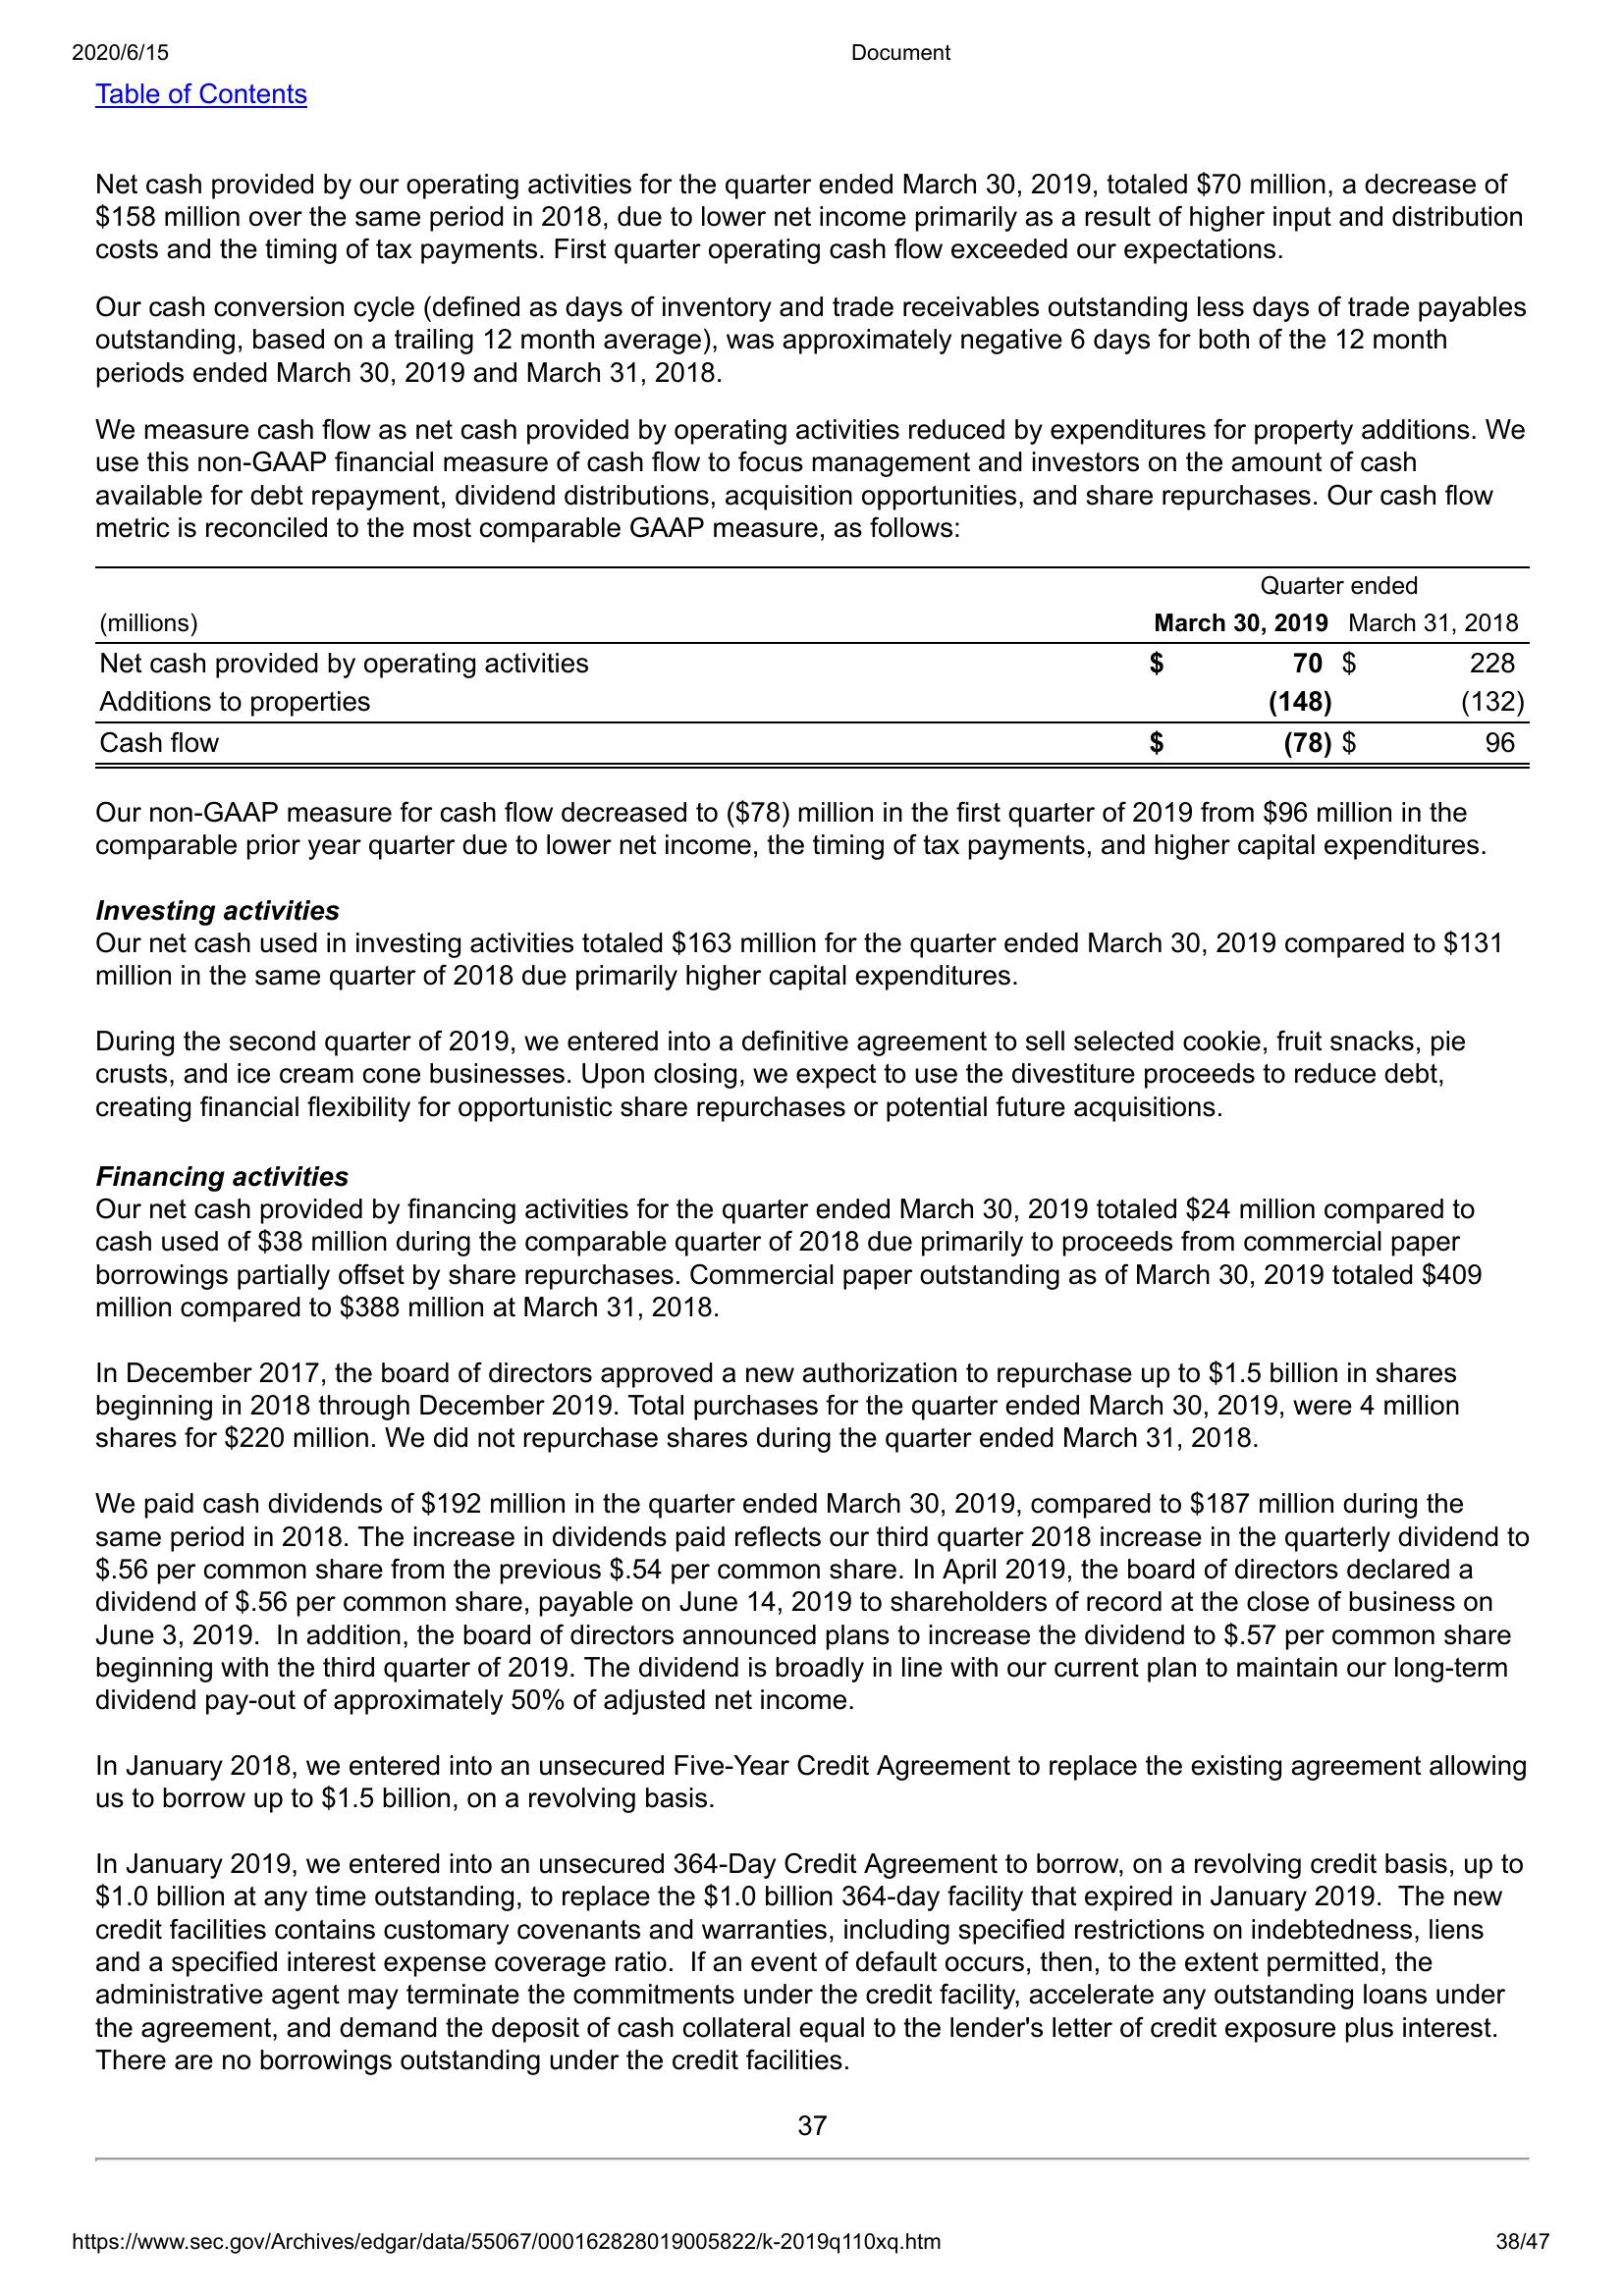 2020/6/15
Document
Table of Contents
Net cash provided by our operating activities for the quarter ended March 30, 2019, totaled $70 million, a decrease of
$158 million over the same period in 2018, due to lower net income primarily as a result of higher input and distribution
costs and the timing of tax payments. First quarter operating cash flow exceeded our expectations.
Our cash conversion cycle (defined as days of inventory and trade receivables outstanding less days of trade payables
outstanding, based on a trailing 12 month average), was approximately negative 6 days for both of the 12 month
periods ended March 30, 2019 and March 31, 2018.
We measure cash flow as net cash provided by operating activities reduced by expenditures for property additions. We
use this non-GAAP financial measure of cash flow to focus management and investors on the amount of cash
available for debt repayment, dividend distributions, acquisition opportunities, and share repurchases. Our cash flow
metric is reconciled to the most comparable GAAP measure, as follows:
Quarter ended
(millions) March 30, 2019 March 31, 2018
Net cash provided by operating activities $ 70 $ 228
Additions to properties (148) (132)
Cash flow $ (78) $ 96
Our non-GAAP measure for cash flow decreased to ($78) million in the first quarter of 2019 from $96 million in the
comparable prior year quarter due to lower net income, the timing of tax payments, and higher capital expenditures.
Investing activities
Our net cash used in investing activities totaled $163 million for the quarter ended March 30, 2019 compared to $131
million in the same quarter of 2018 due primarily higher capital expenditures.
During the second quarter of 2019, we entered into a definitive agreement to sell selected cookie, fruit snacks, pie
crusts, and ice cream cone businesses. Upon closing, we expect to use the divestiture proceeds to reduce debt,
creating financial flexibility for opportunistic share repurchases or potential future acquisitions.
Financing activities
Our net cash provided by financing activities for the quarter ended March 30, 2019 totaled $24 million compared to
cash used of $38 million during the comparable quarter of 2018 due primarily to proceeds from commercial paper
borrowings partially offset by share repurchases. Commercial paper outstanding as of March 30, 2019 totaled $409
million compared to $388 million at March 31, 2018.
In December 2017, the board of directors approved a new authorization to repurchase up to $1.5 billion in shares
beginning in 2018 through December 2019. Total purchases for the quarter ended March 30, 2019, were 4 million
shares for $220 million. We did not repurchase shares during the quarter ended March 31, 2018.
We paid cash dividends of $192 million in the quarter ended March 30, 2019, compared to $187 million during the
same period in 2018. The increase in dividends paid reflects our third quarter 2018 increase in the quarterly dividend to
$.56 per common share from the previous $.54 per common share. In April 2019, the board of directors declared a
dividend of $.56 per common share, payable on June 14, 2019 to shareholders of record at the close of business on
June 3, 2019.  In addition, the board of directors announced plans to increase the dividend to $.57 per common share
beginning with the third quarter of 2019. The dividend is broadly in line with our current plan to maintain our long-term
dividend pay-out of approximately 50% of adjusted net income.
In January 2018, we entered into an unsecured Five-Year Credit Agreement to replace the existing agreement allowing
us to borrow up to $1.5 billion, on a revolving basis.
In January 2019, we entered into an unsecured 364-Day Credit Agreement to borrow, on a revolving credit basis, up to
$1.0 billion at any time outstanding, to replace the $1.0 billion 364-day facility that expired in January 2019.  The new
credit facilities contains customary covenants and warranties, including specified restrictions on indebtedness, liens
and a specified interest expense coverage ratio.  If an event of default occurs, then, to the extent permitted, the
administrative agent may terminate the commitments under the credit facility, accelerate any outstanding loans under
the agreement, and demand the deposit of cash collateral equal to the lender's letter of credit exposure plus interest.
There are no borrowings outstanding under the credit facilities.
37
https://www.sec.gov/Archives/edgar/data/55067/000162828019005822/k-2019q110xq.htm
38/47